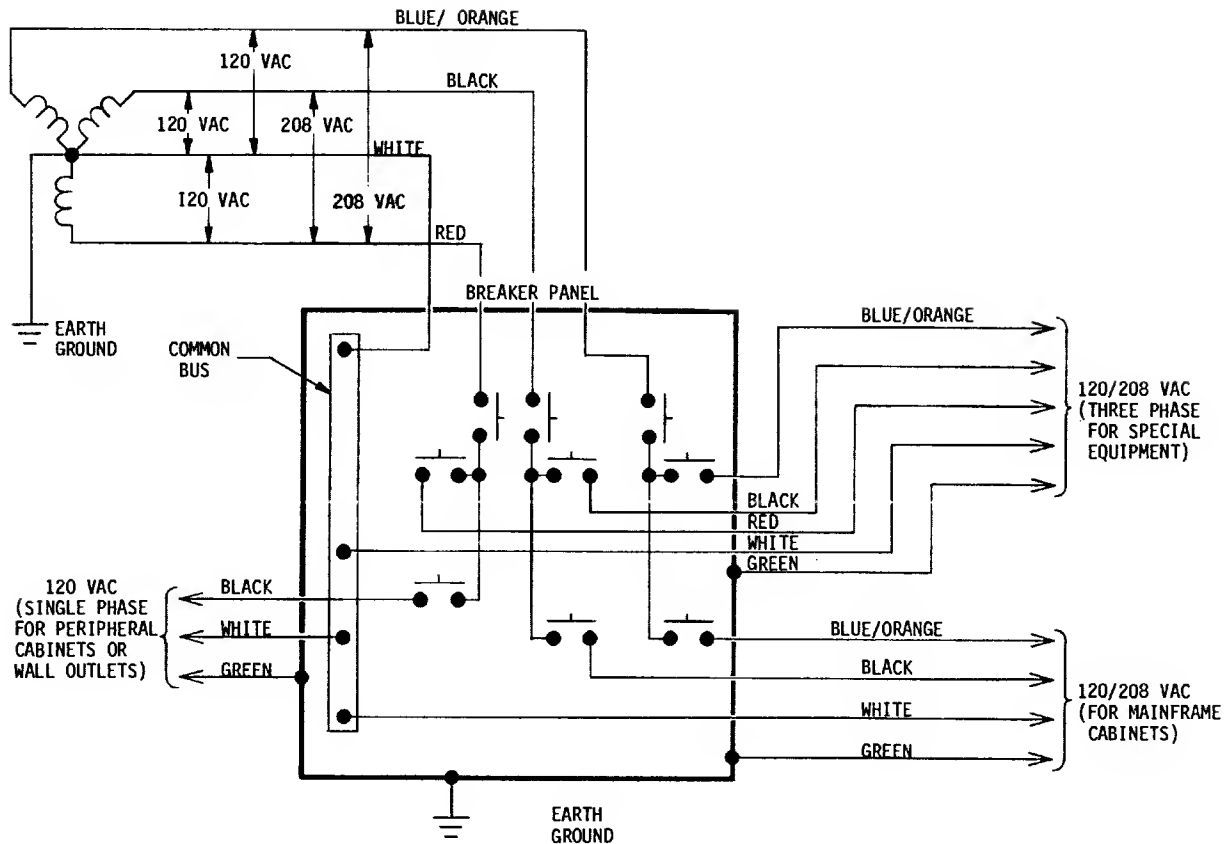 BLUE/ ORANGE
120 VAC
BLACK
120 VAC
208 VAC
WHITE
I20 VAC
208 VAC
RED
BREAKER PANEL
EARTH
GROUND
COMMON
BUS
BLUE/ORANGE
120/208 VAC
(THREE PHASE
FOR SPECIAL
EQUIPMENT)
BLACK
RED
WHITE
GREEN
120 VAC
(SINGLE PHASE
FOR PERIPHERAL
CABINETS OR
WALL OUTLETS)
BLACK
WHITE
GREEN
BLUE/ORANGE
BLACK
WHITE
GREEN
120/208 VAC
(FOR MAINFRAME
CABINETS)
EARTH
GROUND